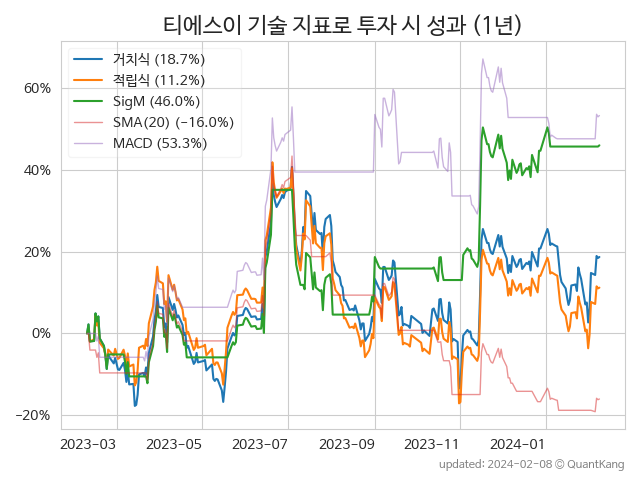 티에스이 기술 지표로 투자 시 성과 (1년)
거치식 (18.7%)
적립식 (11.2%)
SigM (46.0%)
SMA(20) (−16.0%)
MACD (53.3%)
60%
40%
20%
0%
−20%
2023-03 2023-05 2023-07 2023-09 2023-11 2024-01
updated: 2024-02-08 © QuantKang